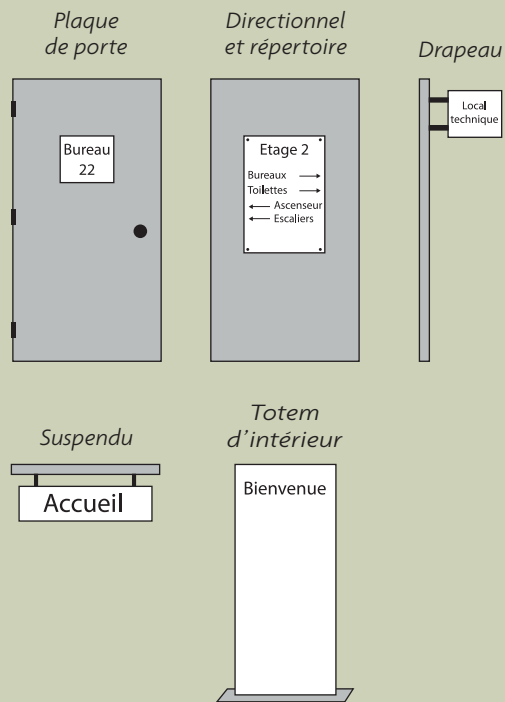 Plaque
de porte
Directionnel
et répertoire
Drapeau
Bureau
22
Etage 2
Bureaux
Toilettes
Ascenseur
Escaliers
Local
technique
Suspendu
Accueil
Totem
d'intérieur
Bienvenue